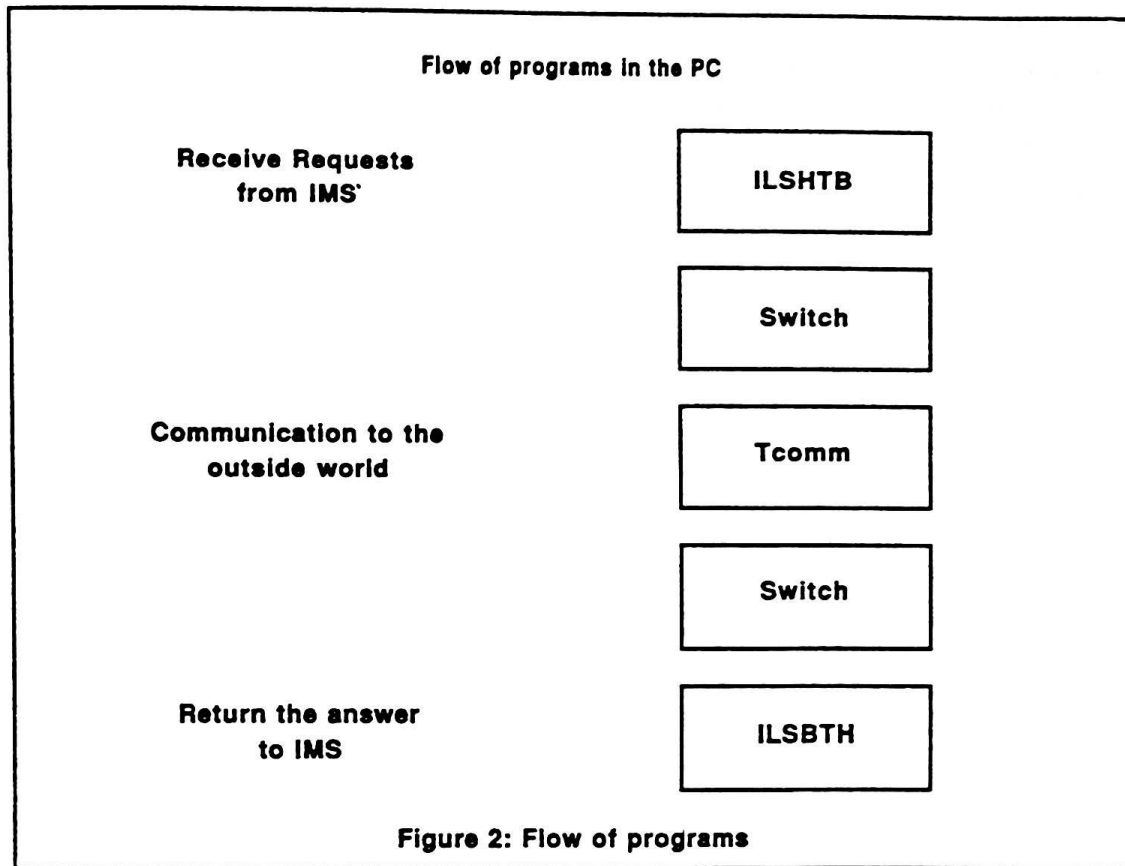 Flow of programs in the PC
Receive Requests
from IMS'
ILSHTB
Switch
Communication to the
outside world
Tcomm
Switch
Return the answer
to IMS
ILSBTH
Figure 2: Flow of programs